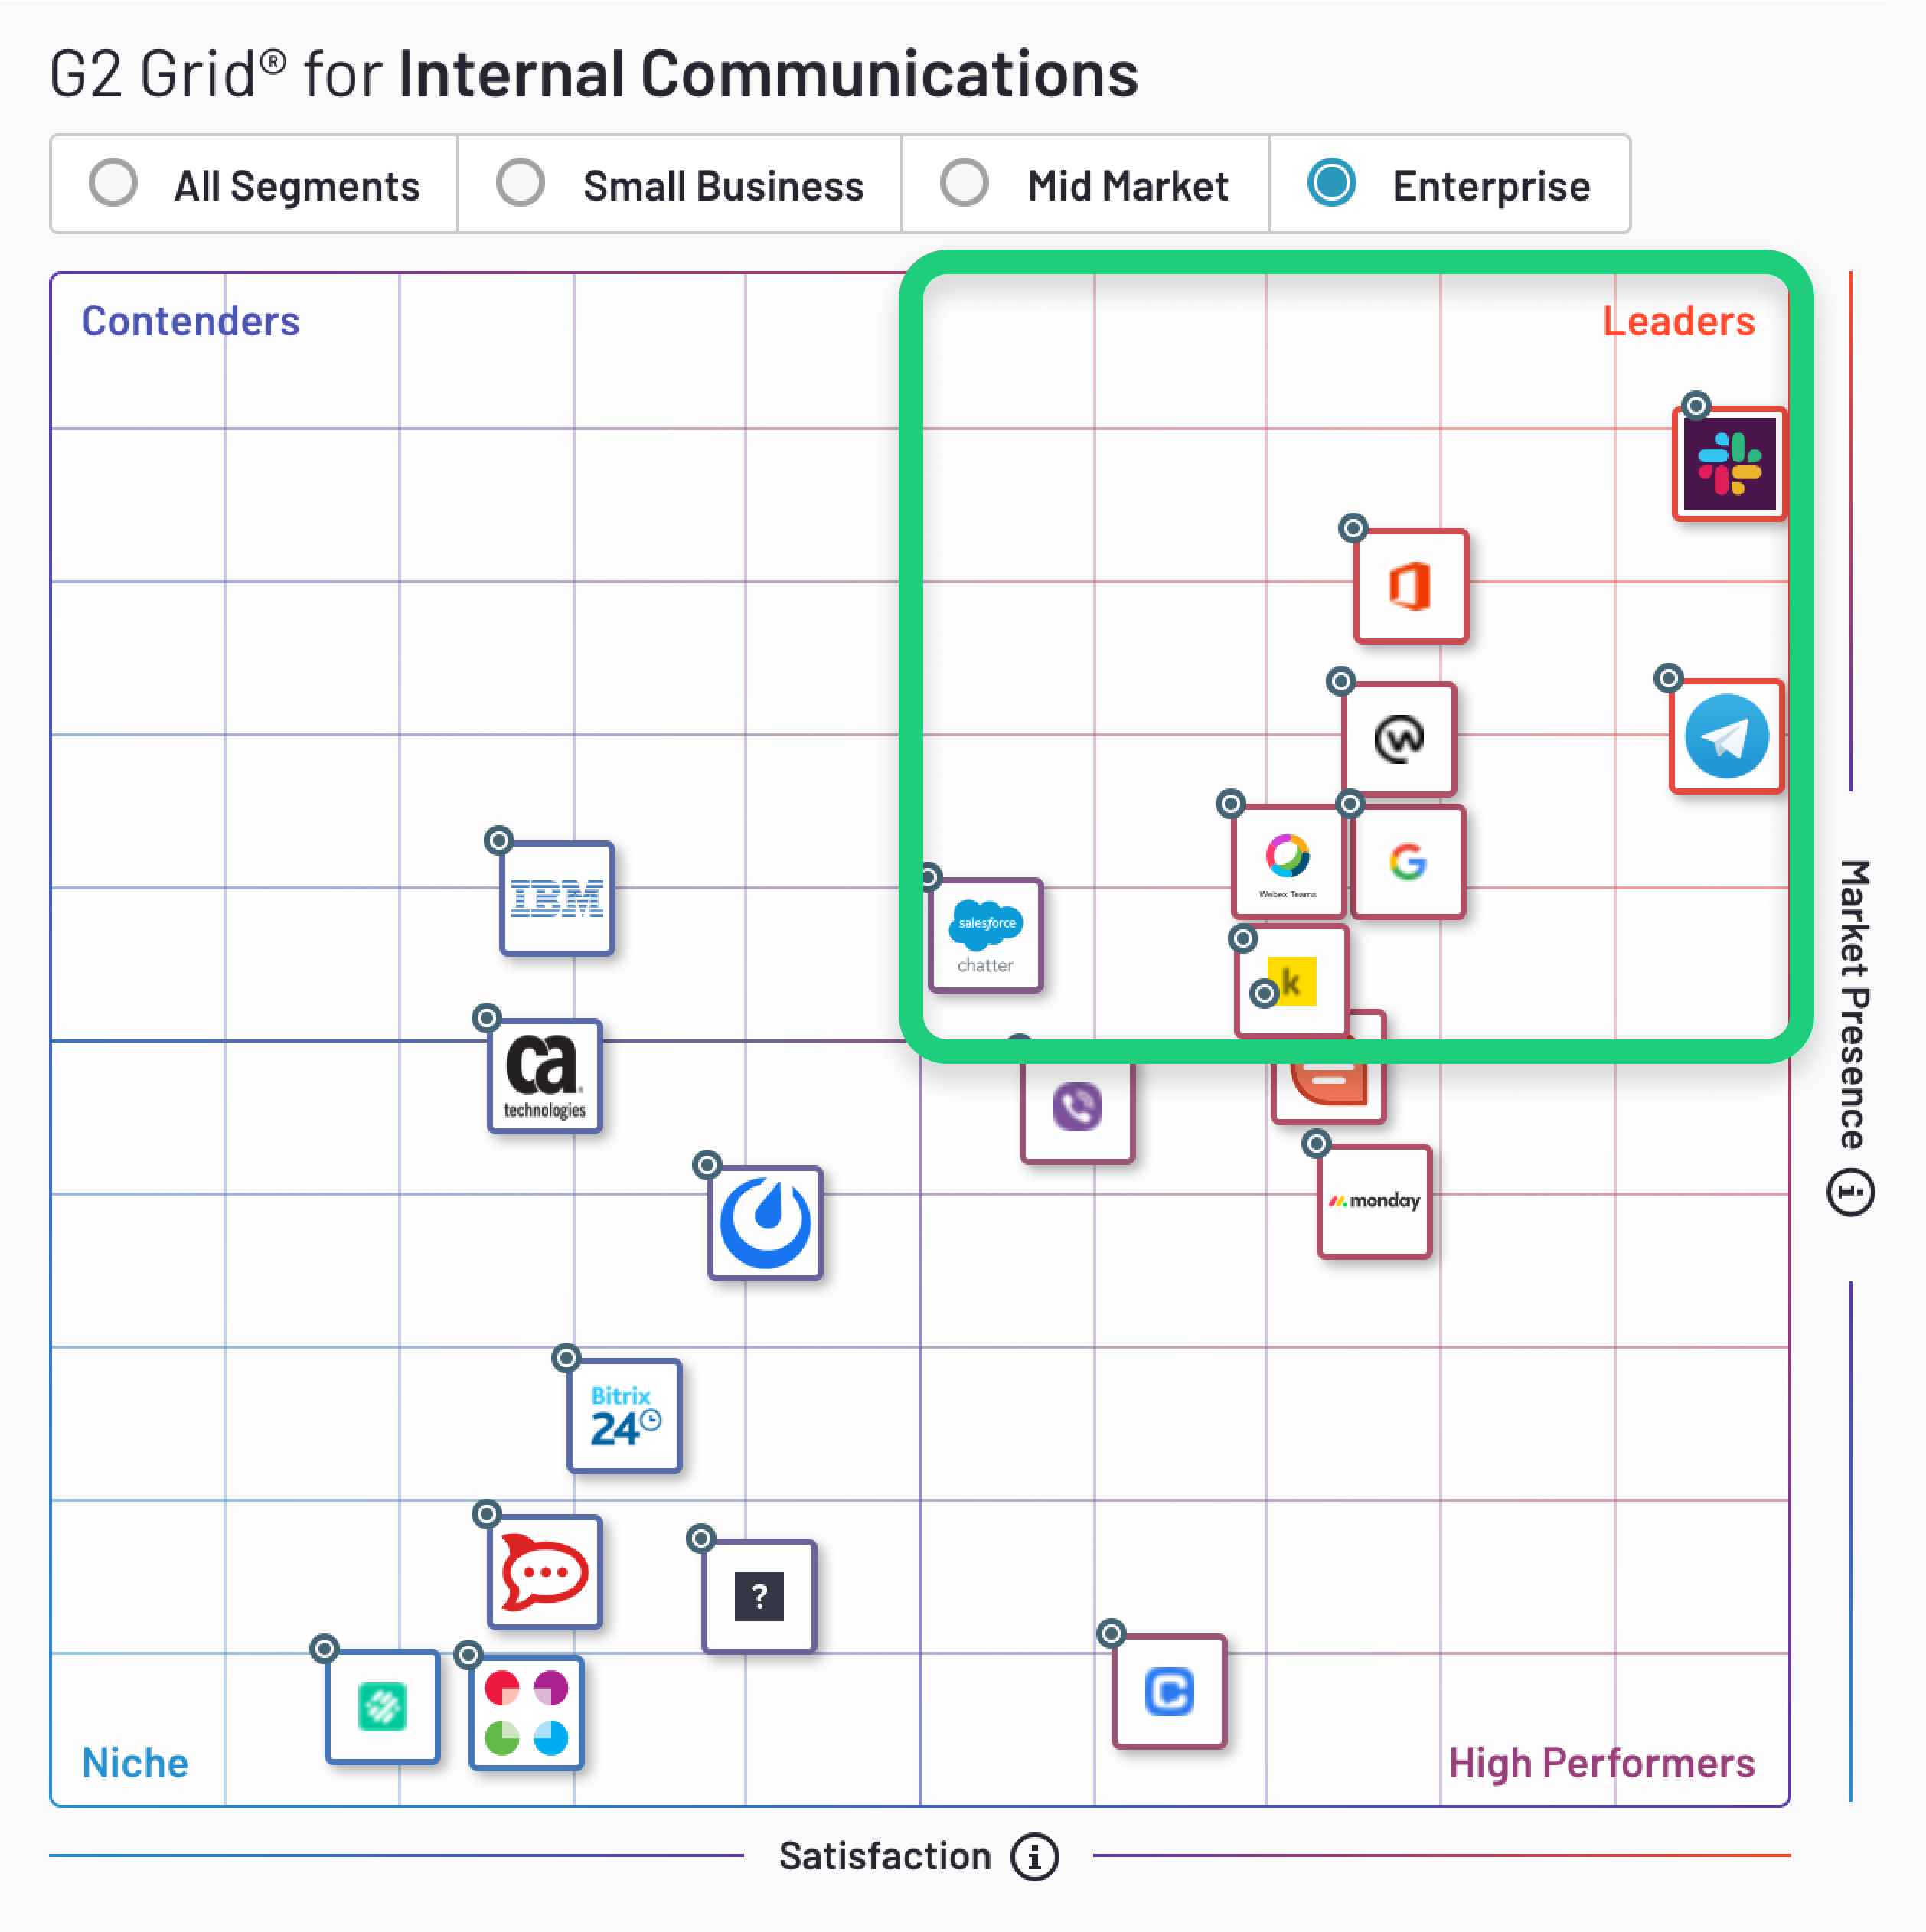 G2 Grid® for Internal Communications
All Segments
Small Business
Mid Market
Enterprise
Contenders
Leaders
W
Webex Teams
G
IBM
salesforce
chatter
k
ca
technologies
monday
Bitrix
24
?
C
Niche
High Performers
Satisfaction
i
Market Presence
i